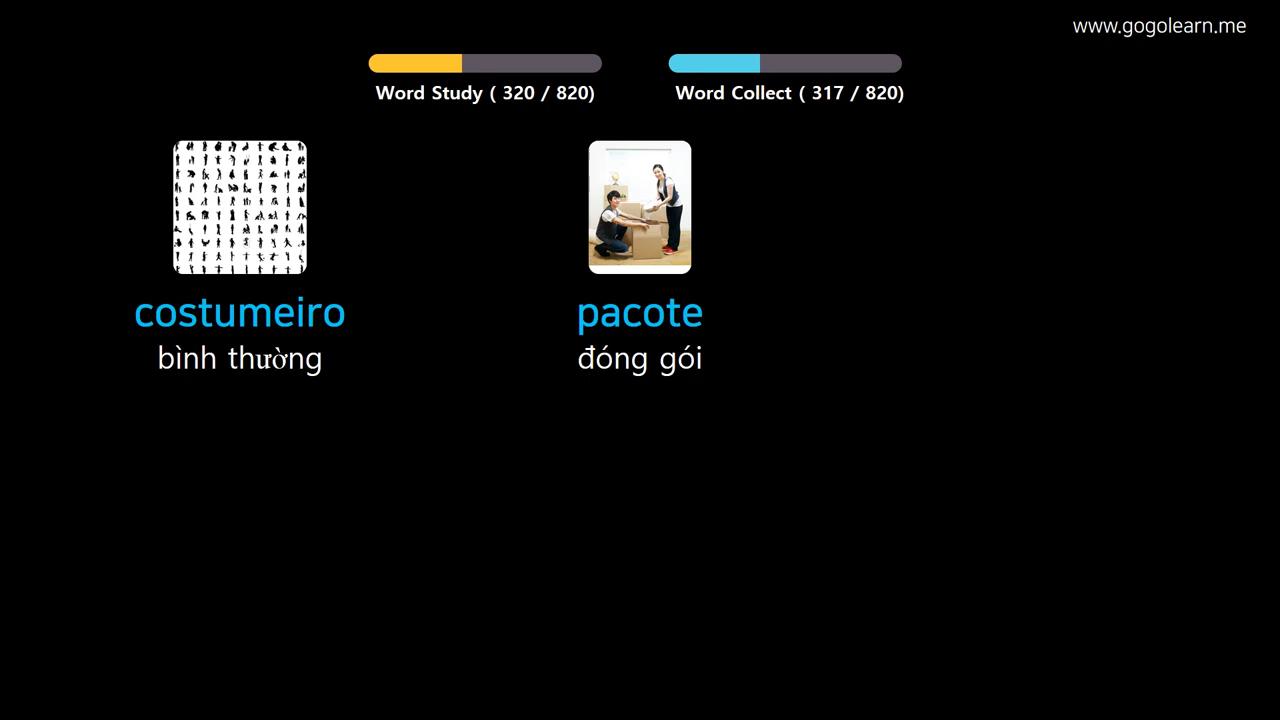 www.gogolearn.me
Word Study ( 320 / 820)
Word Collect ( 317 / 820)
costumeiro
bình thường
pacote
đóng gói